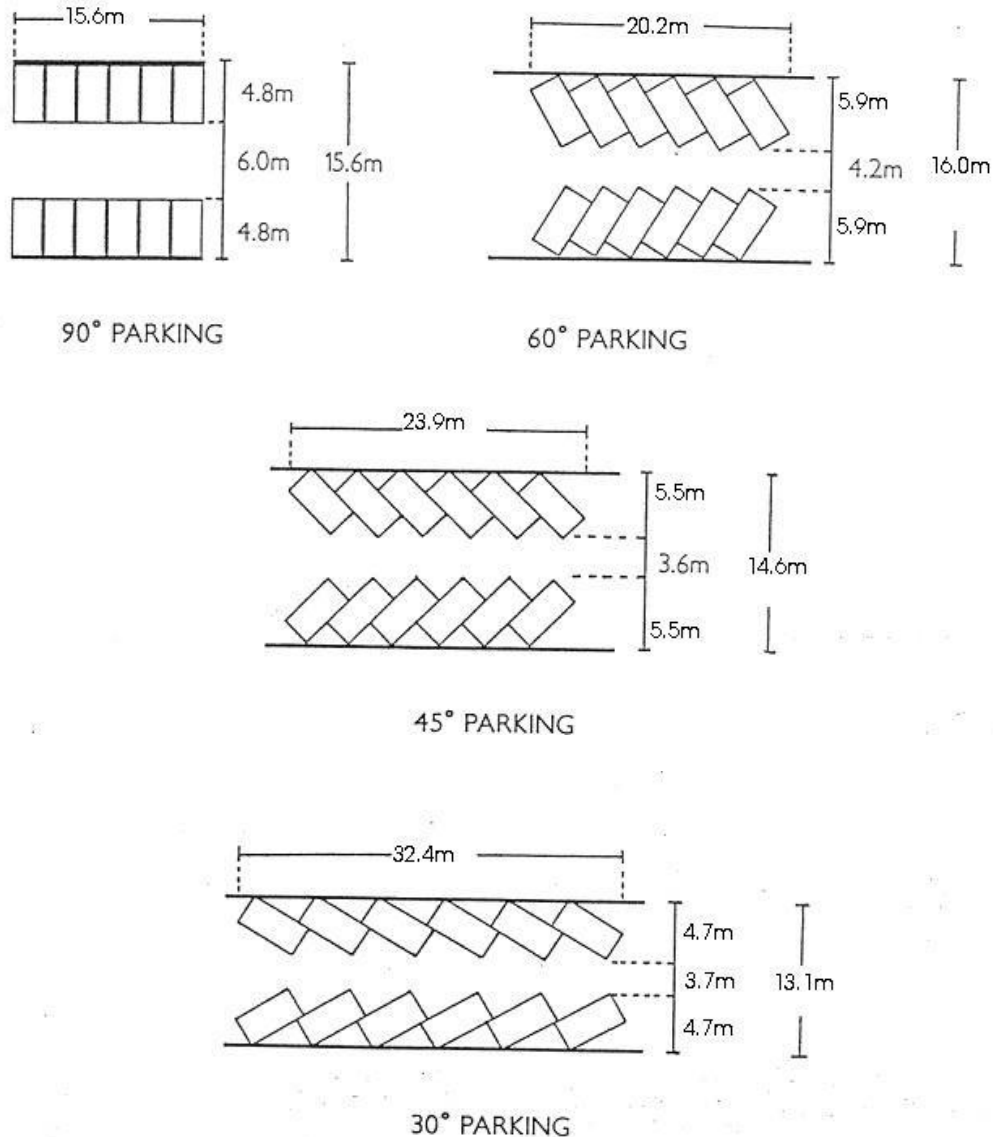 15.6m
4.8m
6.0m 15.6m
4.8m
90° PARKING
20.2m
5.9m
4.2m 16.0m
5.9m
60° PARKING
23.9m
5.5m
3.6m 14.6m
5.5m
45° PARKING
32.4m
4.7m
3.7m 13.1m
4.7m
30° PARKING